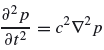 ∂²p/∂t² = c²∇²p